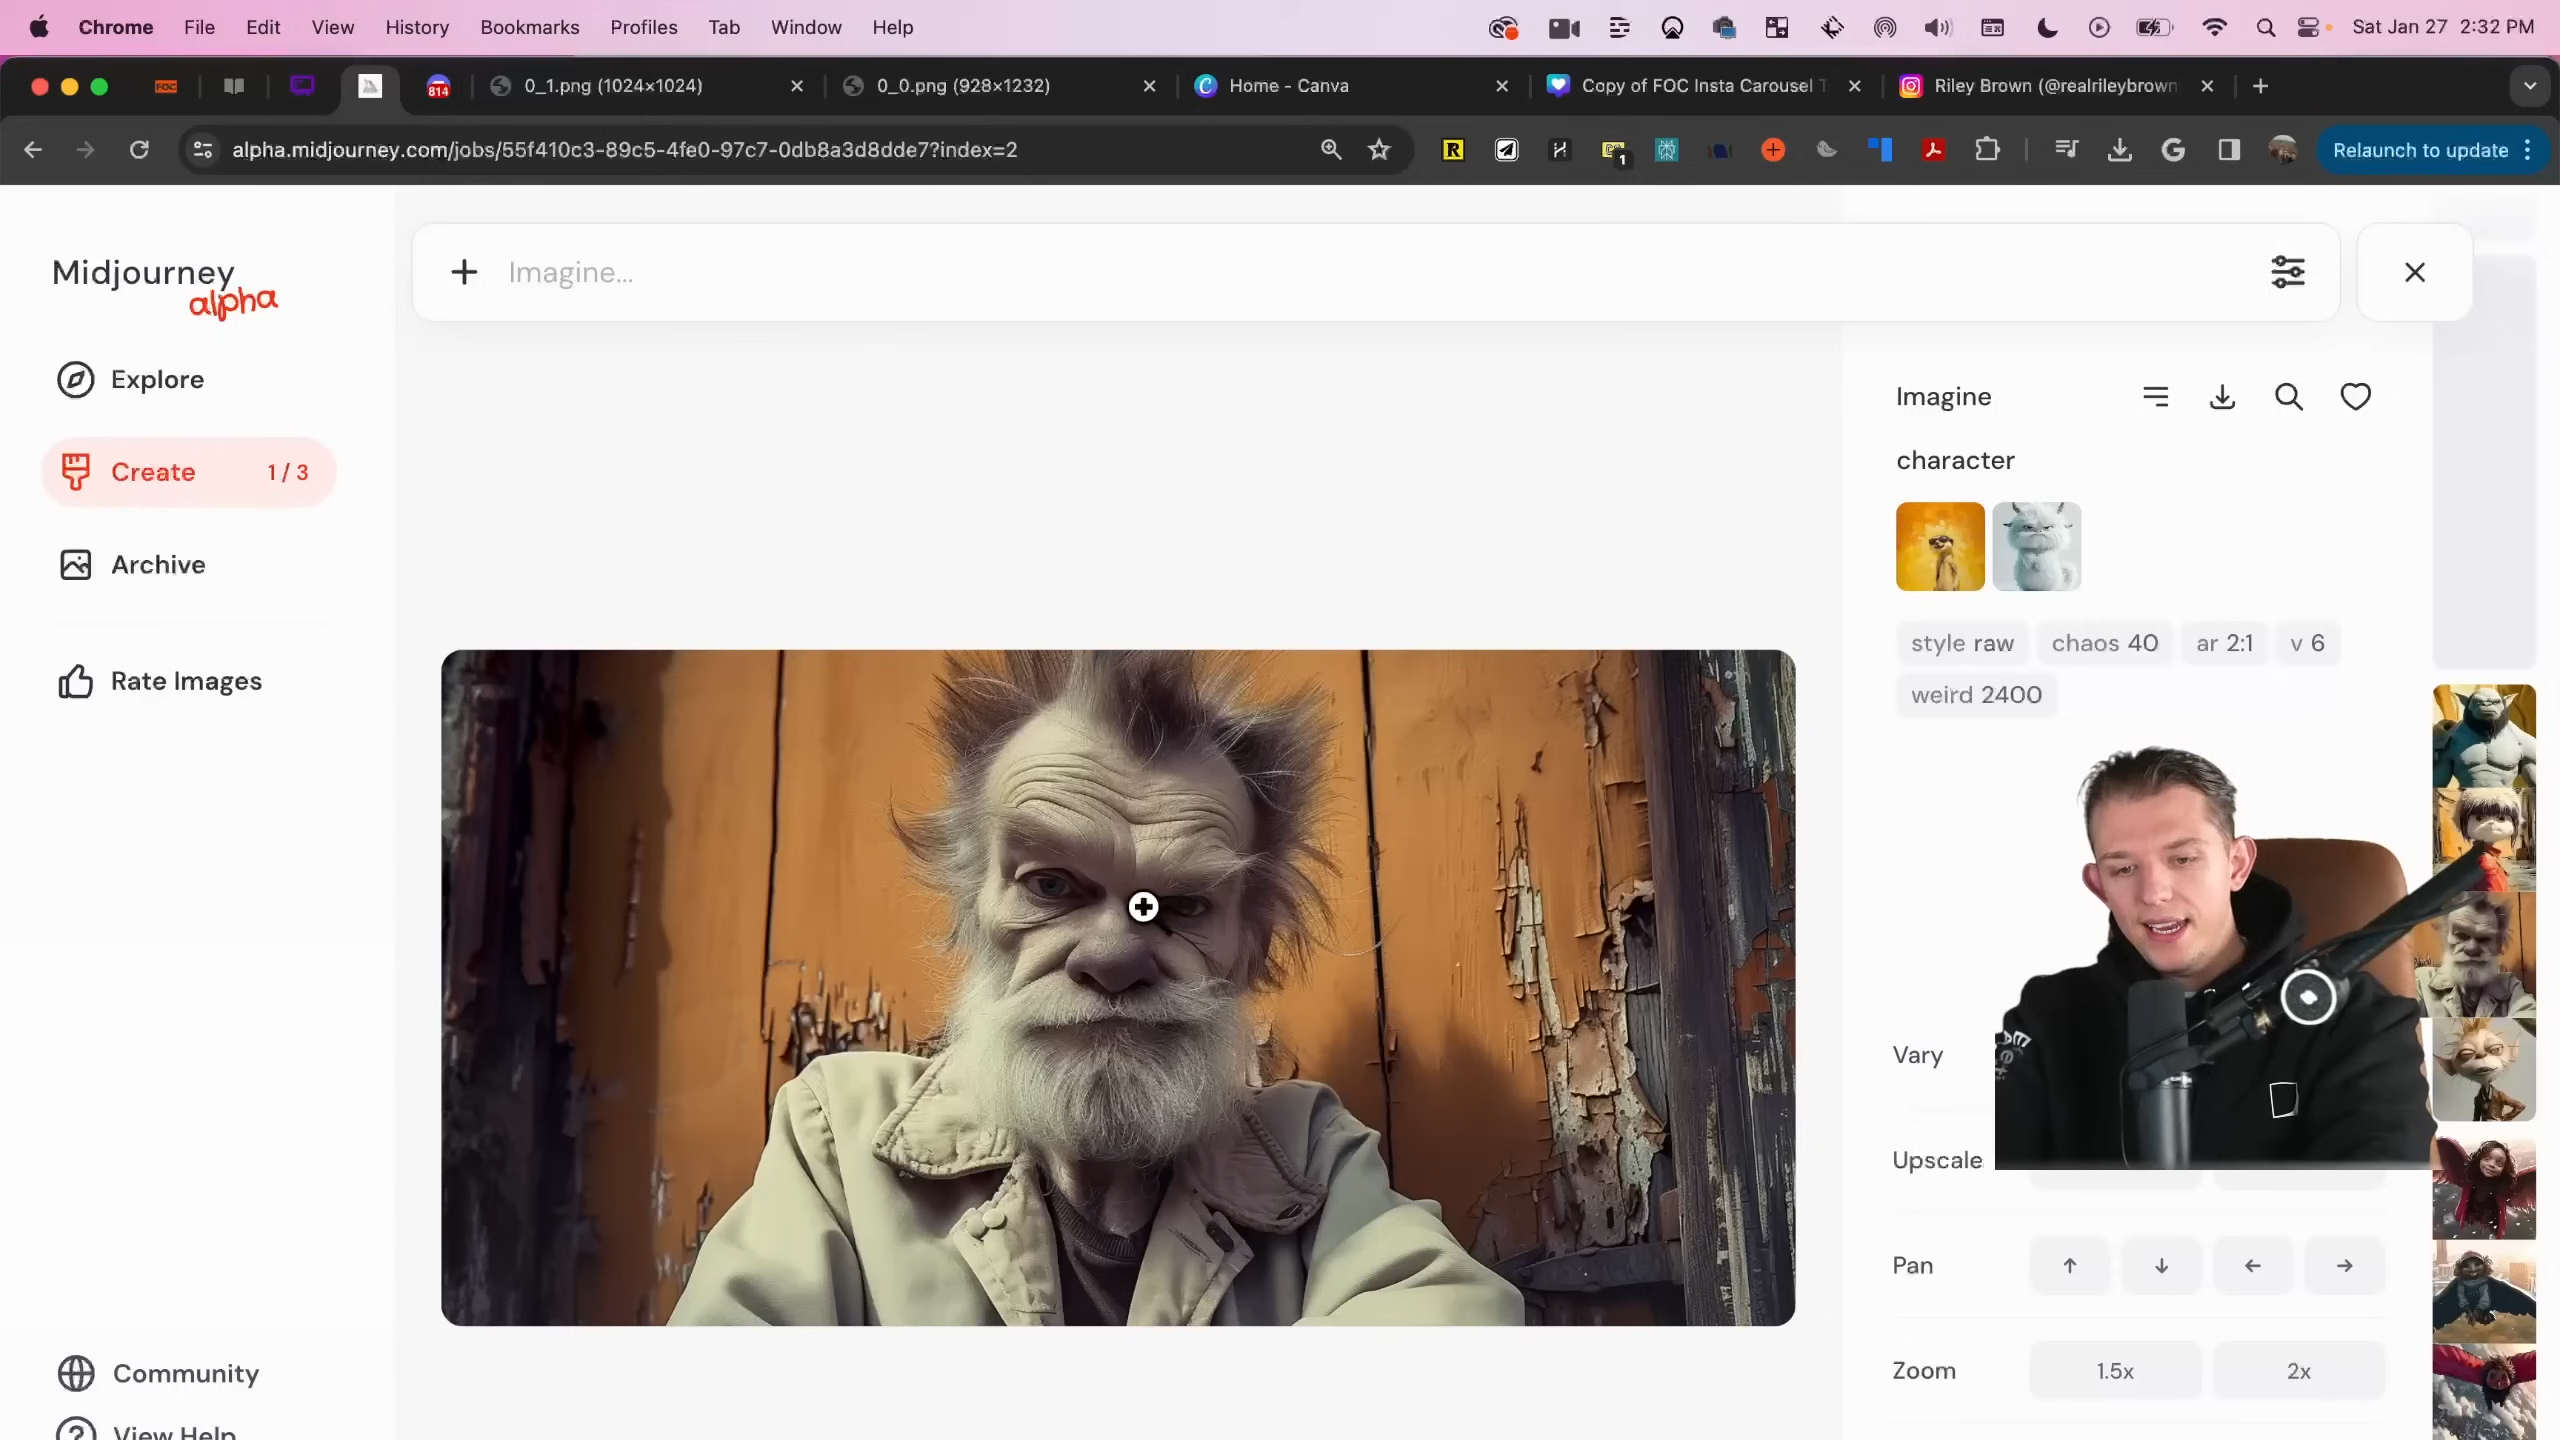 Chrome File Edit View History Bookmarks Profiles Tab Window Help Sat Jan 27 2:32 PM
FOC 814 0_1.png (1024×1024) 0_0.png (928×1232) Home - Canva Copy of FOC Insta Carousel T Riley Brown (@realrileybrown
alpha.midjourney.com/jobs/55f410c3-89c5-4fe0-97c7-0db8a3d8dde7?index=2 R 1 G Relaunch to update
Midjourney
alpha
Imagine...
Explore
Create 1 / 3
Archive
Rate Images
Community
View Help
Imagine
character
style raw chaos 40 ar 2:1 v 6
weird 2400
Vary
Upscale
Pan
Zoom 1.5x 2x